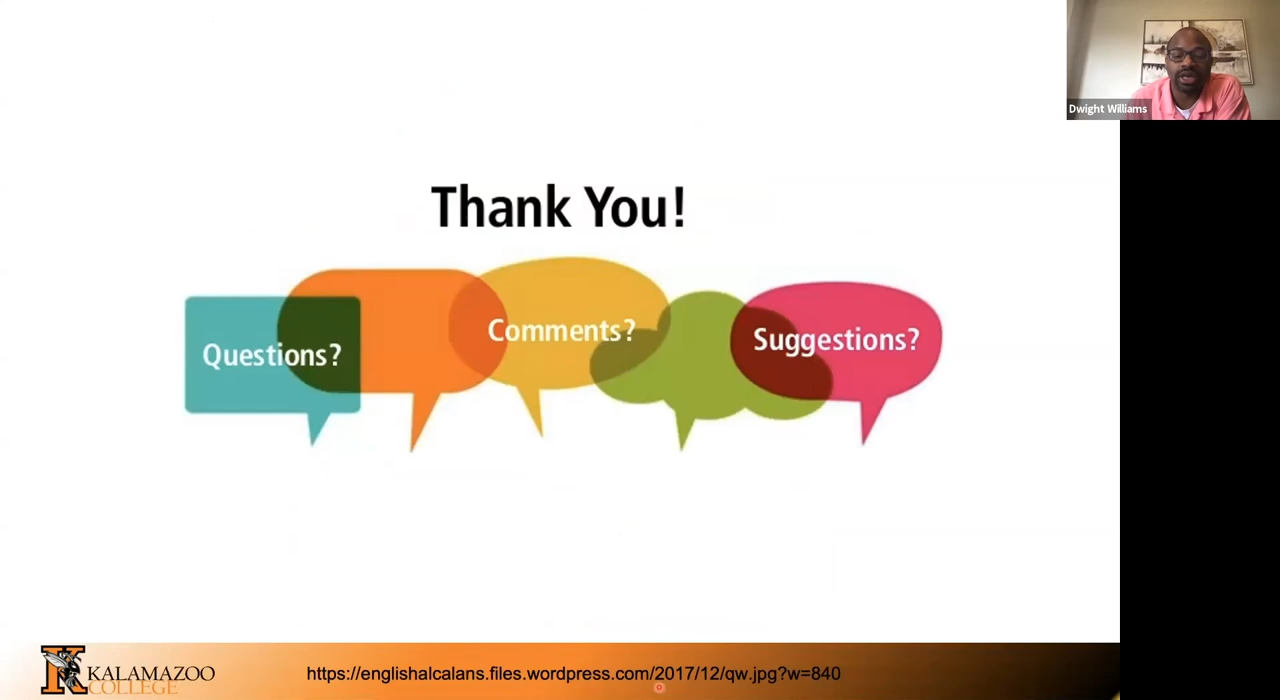 Dwight Williams
Thank You!
Questions?
Comments?
Suggestions?
K
KALAMAZOO
COLLEGE
https://englishalcalans.files.wordpress.com/2017/12/qw.jpg?w=840